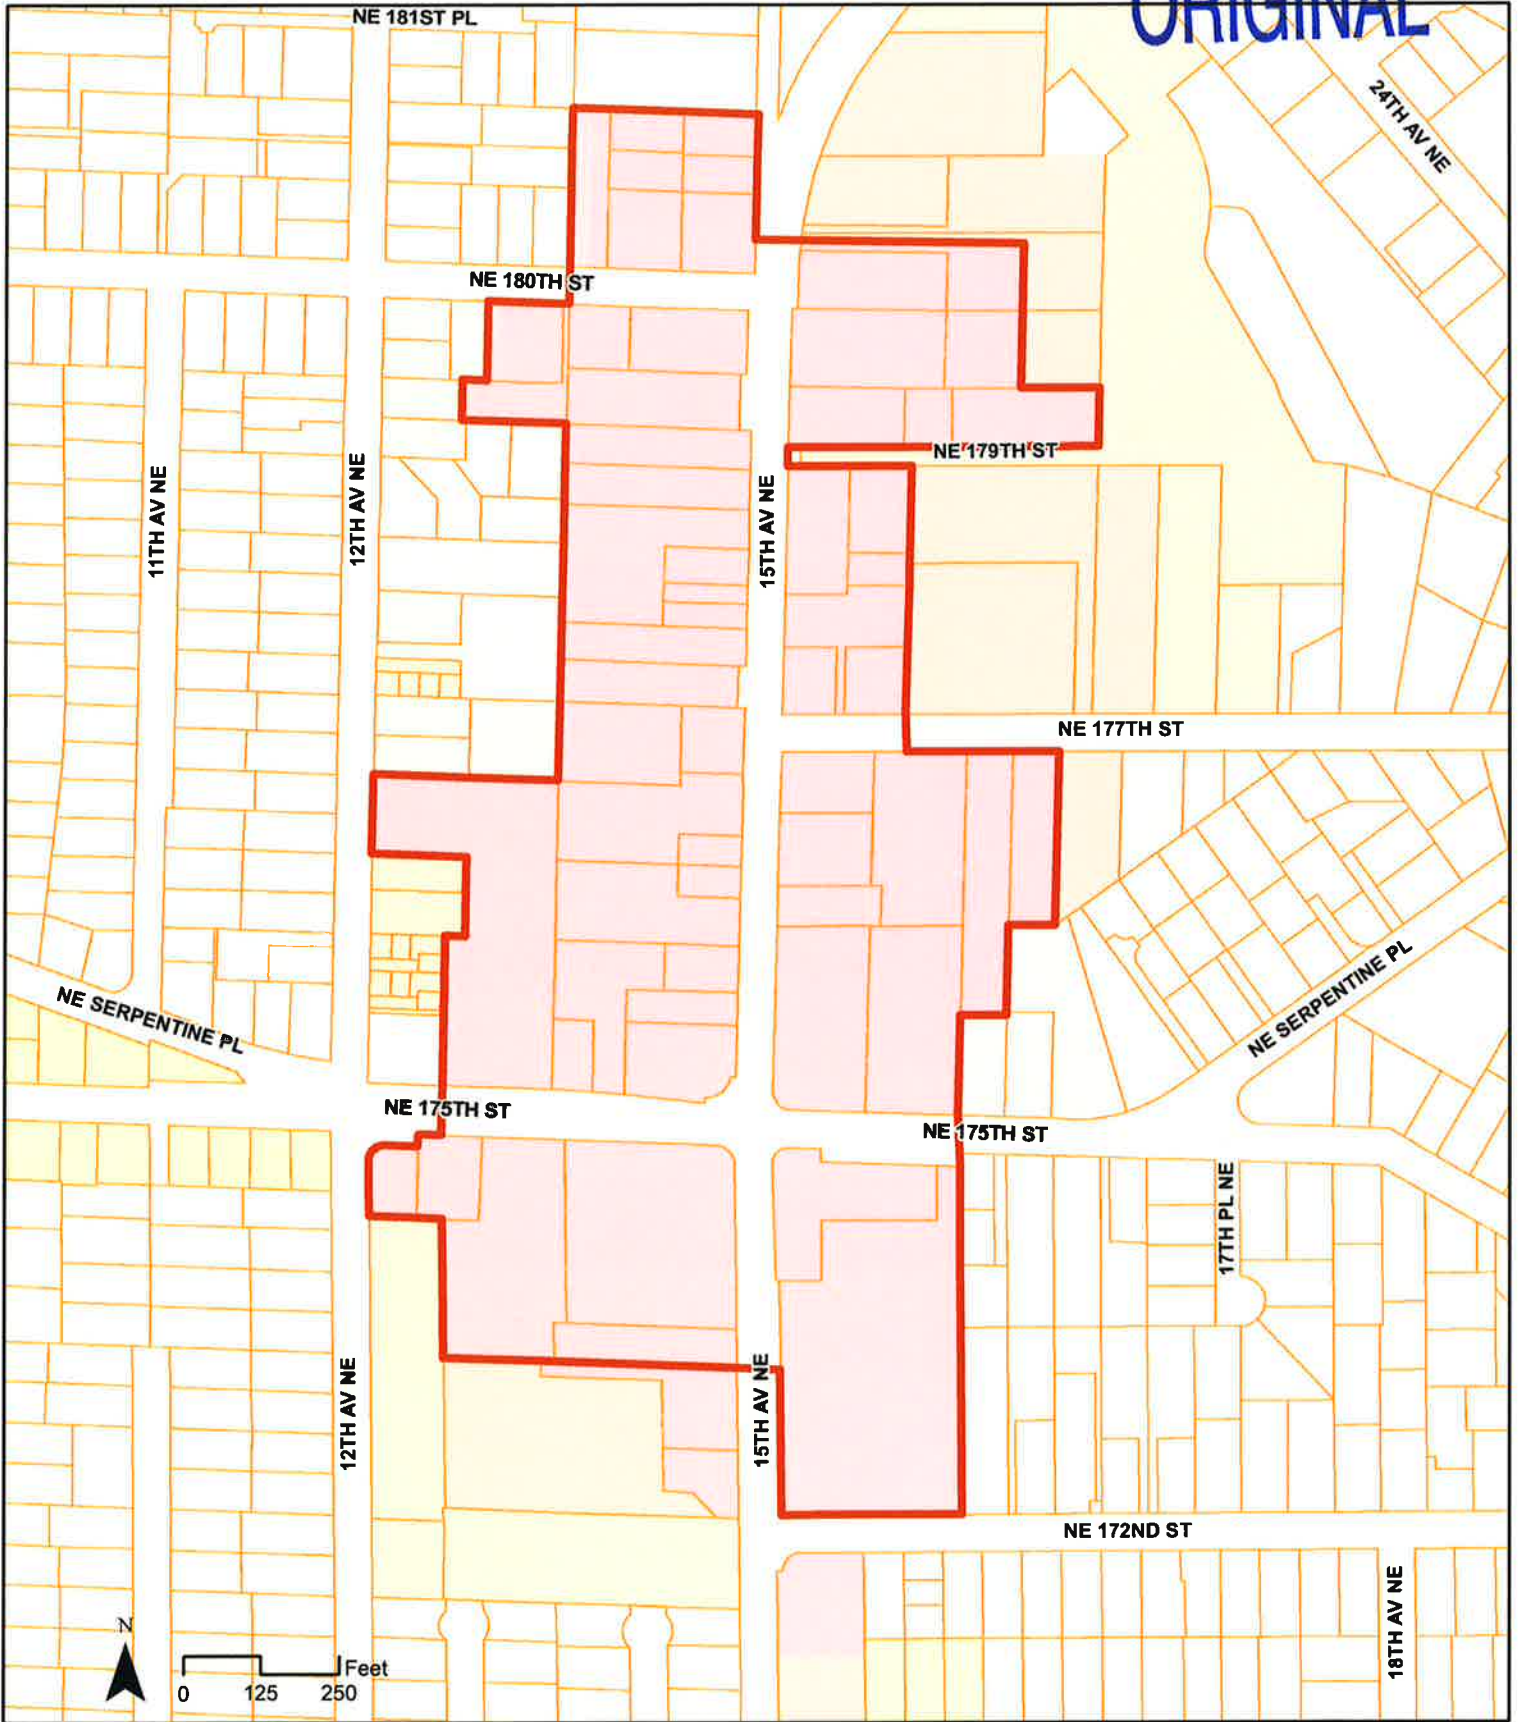 ORIGINAL
NE 181ST PL
24TH AV NE
NE 180TH ST
NE 179TH ST
11TH AV NE
12TH AV NE
15TH AV NE
NE 177TH ST
NE SERPENTINE PL
NE SERPENTINE PL
NE 175TH ST
NE 175TH ST
17TH PL NE
12TH AV NE
15TH AV NE
NE 172ND ST
18TH AV NE
N
Feet
0 125 250